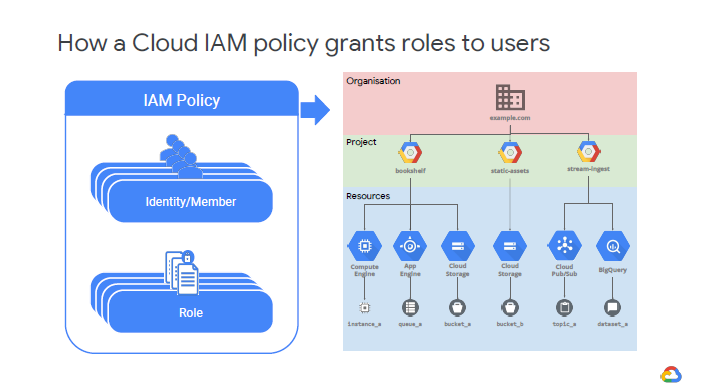 How a Cloud IAM policy grants roles to users
IAM Policy
Identity/Member
Role
Organisation
example.com
Project
bookshelf
static-assets
stream-ingest
Resources
Compute
Engine
App
Engine
Cloud
Storage
Cloud
Storage
Cloud
Pub/Sub
BigQuery
instance_a
queue_a
bucket_a
bucket_b
topic_a
dataset_a